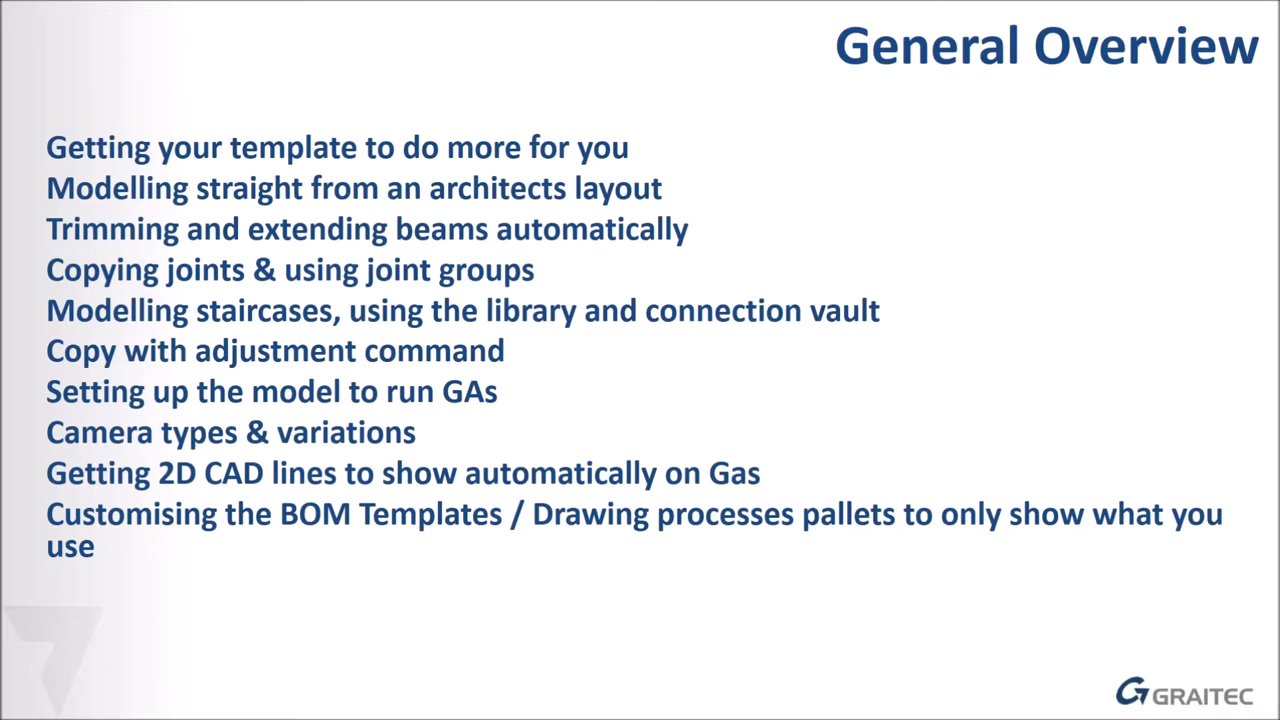 General Overview
Getting your template to do more for you
Modelling straight from an architects layout
Trimming and extending beams automatically
Copying joints & using joint groups
Modelling staircases, using the library and connection vault
Copy with adjustment command
Setting up the model to run GAs
Camera types & variations
Getting 2D CAD lines to show automatically on Gas
Customising the BOM Templates / Drawing processes pallets to only show what you
use
GRAITEC